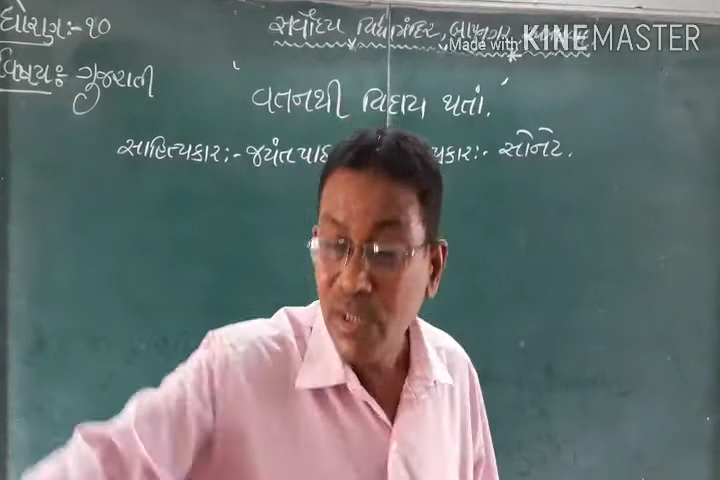 ધોરણ:- ૧૦
સર્વોદય વિદ્યામંદિર,
Made with KINEMASTER
વિષય:- ગુજરાતી
' વતનથી વિદાય થતાં. '
સાહિત્યકાર:- જયંત પાઠ
કાર:- સોનેટ.